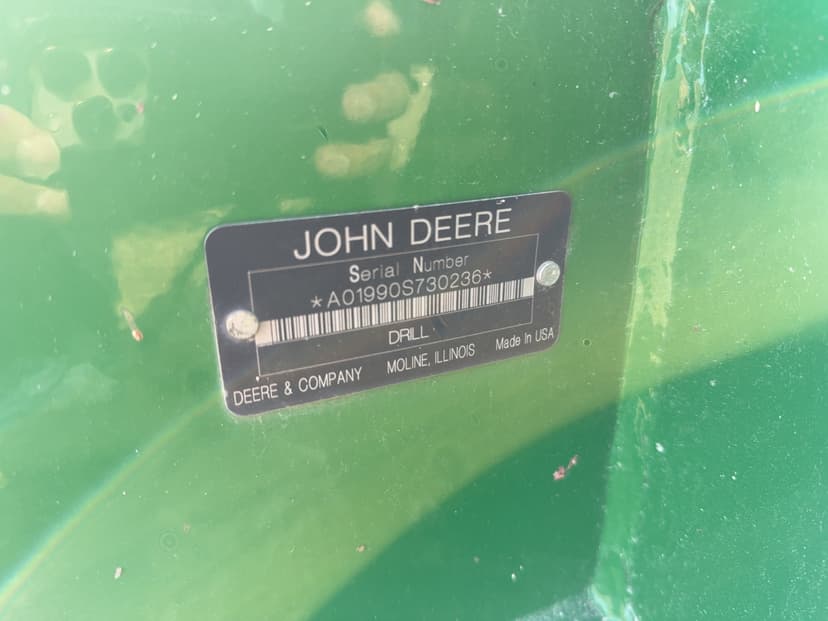 JOHN DEERE
Serial Number
*A01990S730236*
DRILL
DEERE & COMPANY MOLINE, ILLINOIS Made In USA